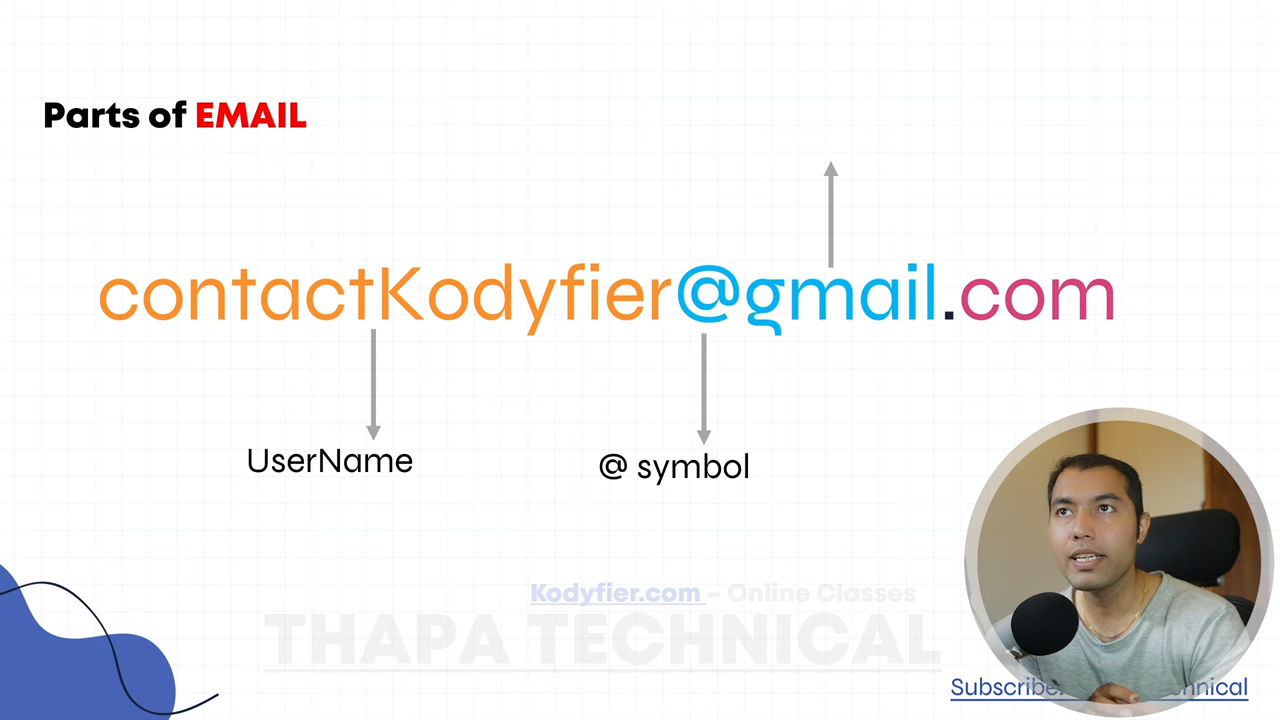 Parts of EMAIL
contactKodyfier@gmail.com
UserName
@ symbol
Kodyfier.com – Online Classes
THAPA TECHNICAL
Subscribe